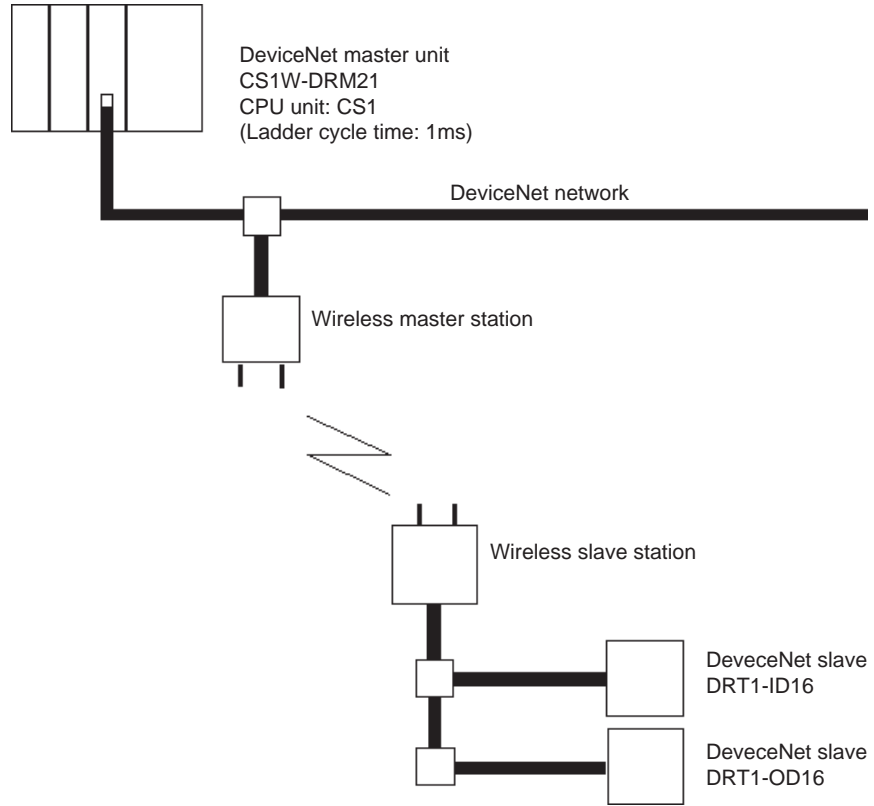 DeviceNet master unit
CS1W-DRM21
CPU unit: CS1
(Ladder cycle time: 1ms)
DeviceNet network
Wireless master station
Wireless slave station
DeveceNet slave
DRT1-ID16
DeveceNet slave
DRT1-OD16